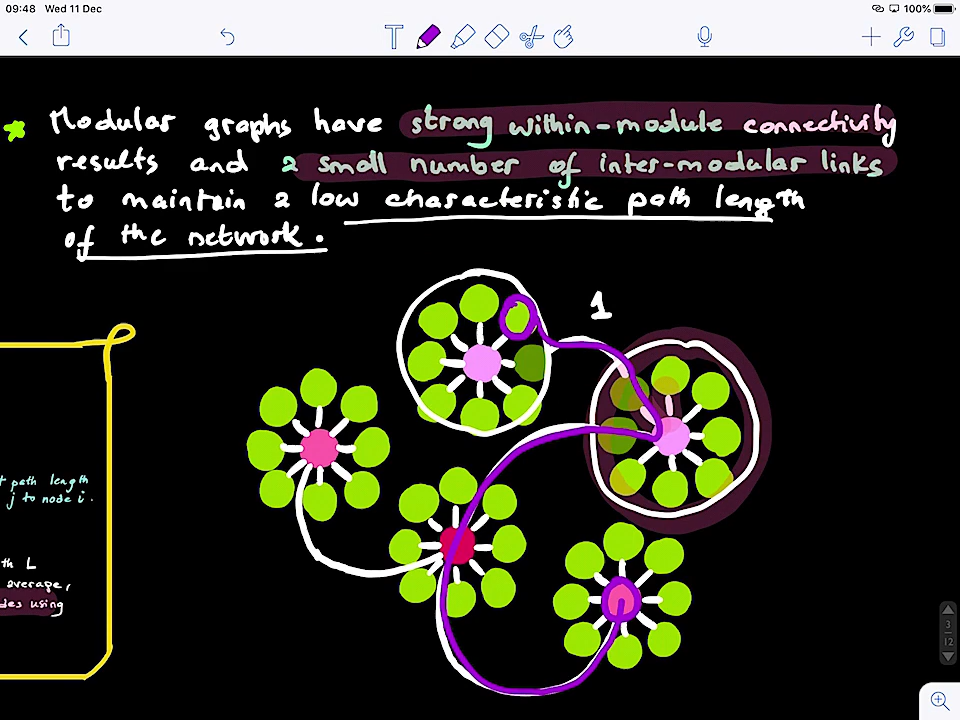 09:48 Wed 11 Dec
100%
T
Modular graphs have strong within-module connectivity
results and a small number of inter-modular links
to maintain a low characteristic path length
of the network.
1
path length
j to node i.
L
average,
using
3
12